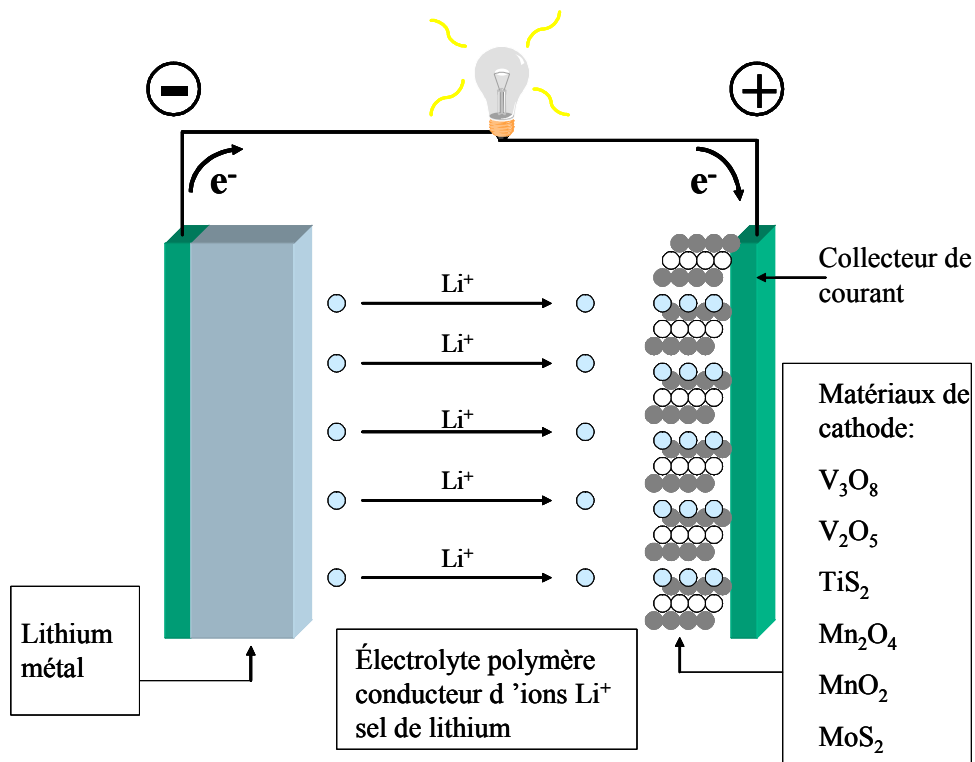 −
+
e⁻
e⁻
Li⁺
Li⁺
Li⁺
Li⁺
Li⁺
Collecteur de
courant
Matériaux de
cathode:
V₃O₈
V₂O₅
TiS₂
Mn₂O₄
MnO₂
MoS₂
Lithium
métal
Électrolyte polymère
conducteur d ’ions Li⁺
sel de lithium